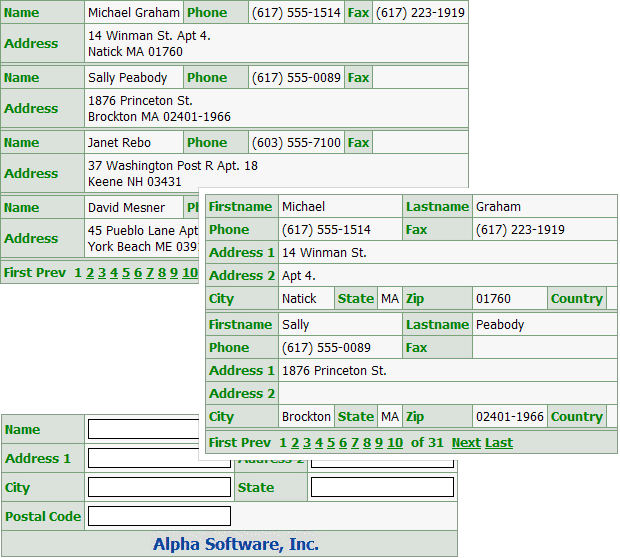 Name Michael Graham Phone (617) 555-1514 Fax (617) 223-1919
Address 14 Winman St. Apt 4.
Natick MA 01760
Name Sally Peabody Phone (617) 555-0089 Fax
Address 1876 Princeton St.
Brockton MA 02401-1966
Name Janet Rebo Phone (603) 555-7100 Fax
Address 37 Washington Post R Apt. 18
Keene NH 03431
Name David Mesner
Address 45 Pueblo Lane Apt
York Beach ME
First Prev 1 2 3 4 5 6 7 8 9 10
Firstname Michael Lastname Graham
Phone (617) 555-1514 Fax (617) 223-1919
Address 1 14 Winman St.
Address 2 Apt 4.
City Natick State MA Zip 01760 Country
Firstname Sally Lastname Peabody
Phone (617) 555-0089 Fax
Address 1 1876 Princeton St.
Address 2
City Brockton State MA Zip 02401-1966 Country
First Prev 1 2 3 4 5 6 7 8 9 10 of 31 Next Last
Name
Address 1 Address 2
City State
Postal Code
Alpha Software, Inc.